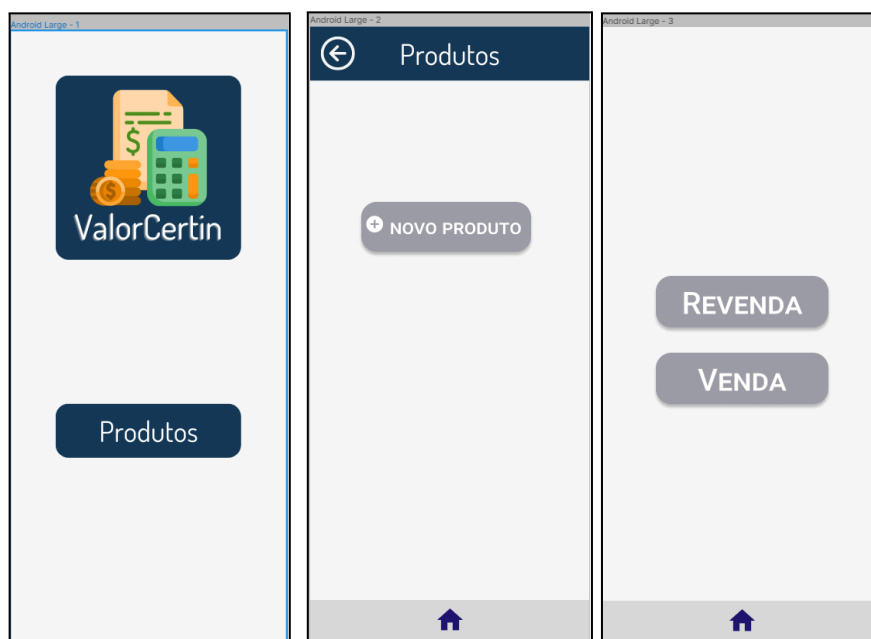 Android Large - 1
$
$
ValorCertin
Produtos
Android Large - 2
Produtos
NOVO PRODUTO
Android Large - 3
REVENDA
VENDA